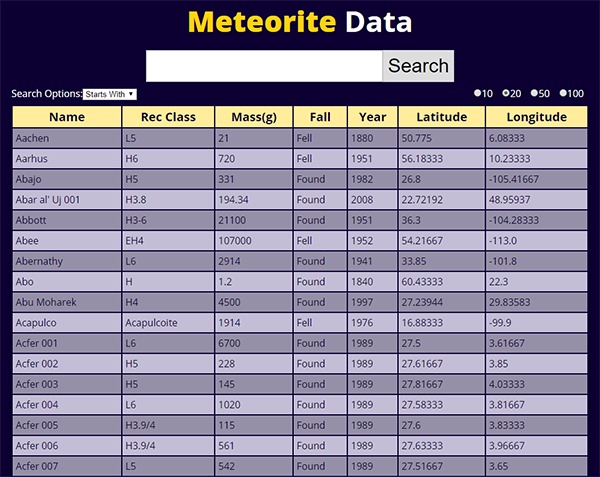 Meteorite Data
Search
Search Options: Starts With 10 20 50 100
Name Rec Class Mass(g) Fall Year Latitude Longitude
Aachen L5 21 Fell 1880 50.775 6.08333
Aarhus H6 720 Fell 1951 56.18333 10.23333
Abajo H5 331 Found 1982 26.8 -105.41667
Abar al' Uj 001 H3.8 194.34 Found 2008 22.72192 48.95937
Abbott H3-6 21100 Found 1951 36.3 -104.28333
Abee EH4 107000 Fell 1952 54.21667 -113.0
Abernathy L6 2914 Found 1941 33.85 -101.8
Abo H 1.2 Found 1840 60.43333 22.3
Abu Moharek H4 4500 Found 1997 27.23944 29.83583
Acapulco Acapulcoite 1914 Fell 1976 16.88333 -99.9
Acfer 001 L6 6700 Found 1989 27.5 3.61667
Acfer 002 H5 228 Found 1989 27.61667 3.85
Acfer 003 H5 145 Found 1989 27.81667 4.03333
Acfer 004 L6 1020 Found 1989 27.58333 3.81667
Acfer 005 H3.9/4 115 Found 1989 27.6 3.83333
Acfer 006 H3.9/4 561 Found 1989 27.63333 3.96667
Acfer 007 L5 542 Found 1989 27.51667 3.65